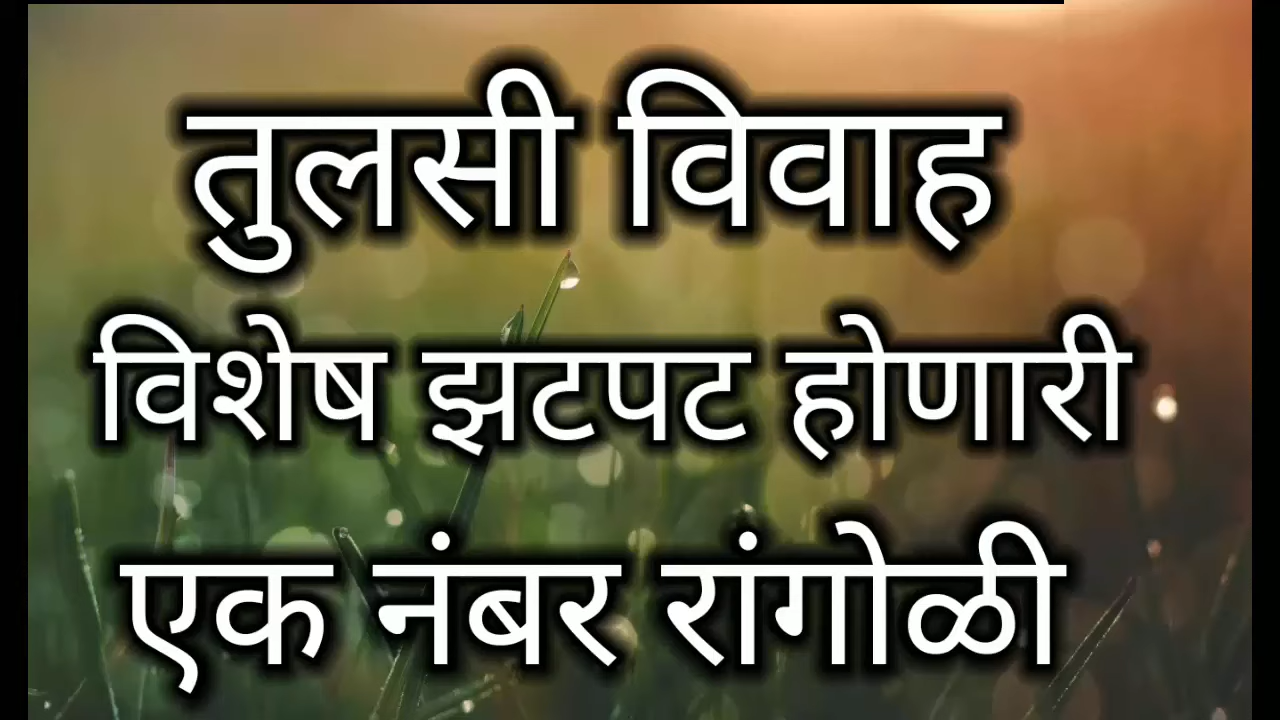 तुलसी विवाह
विशेष झटपट होणारी
एक नंबर रांगोळी